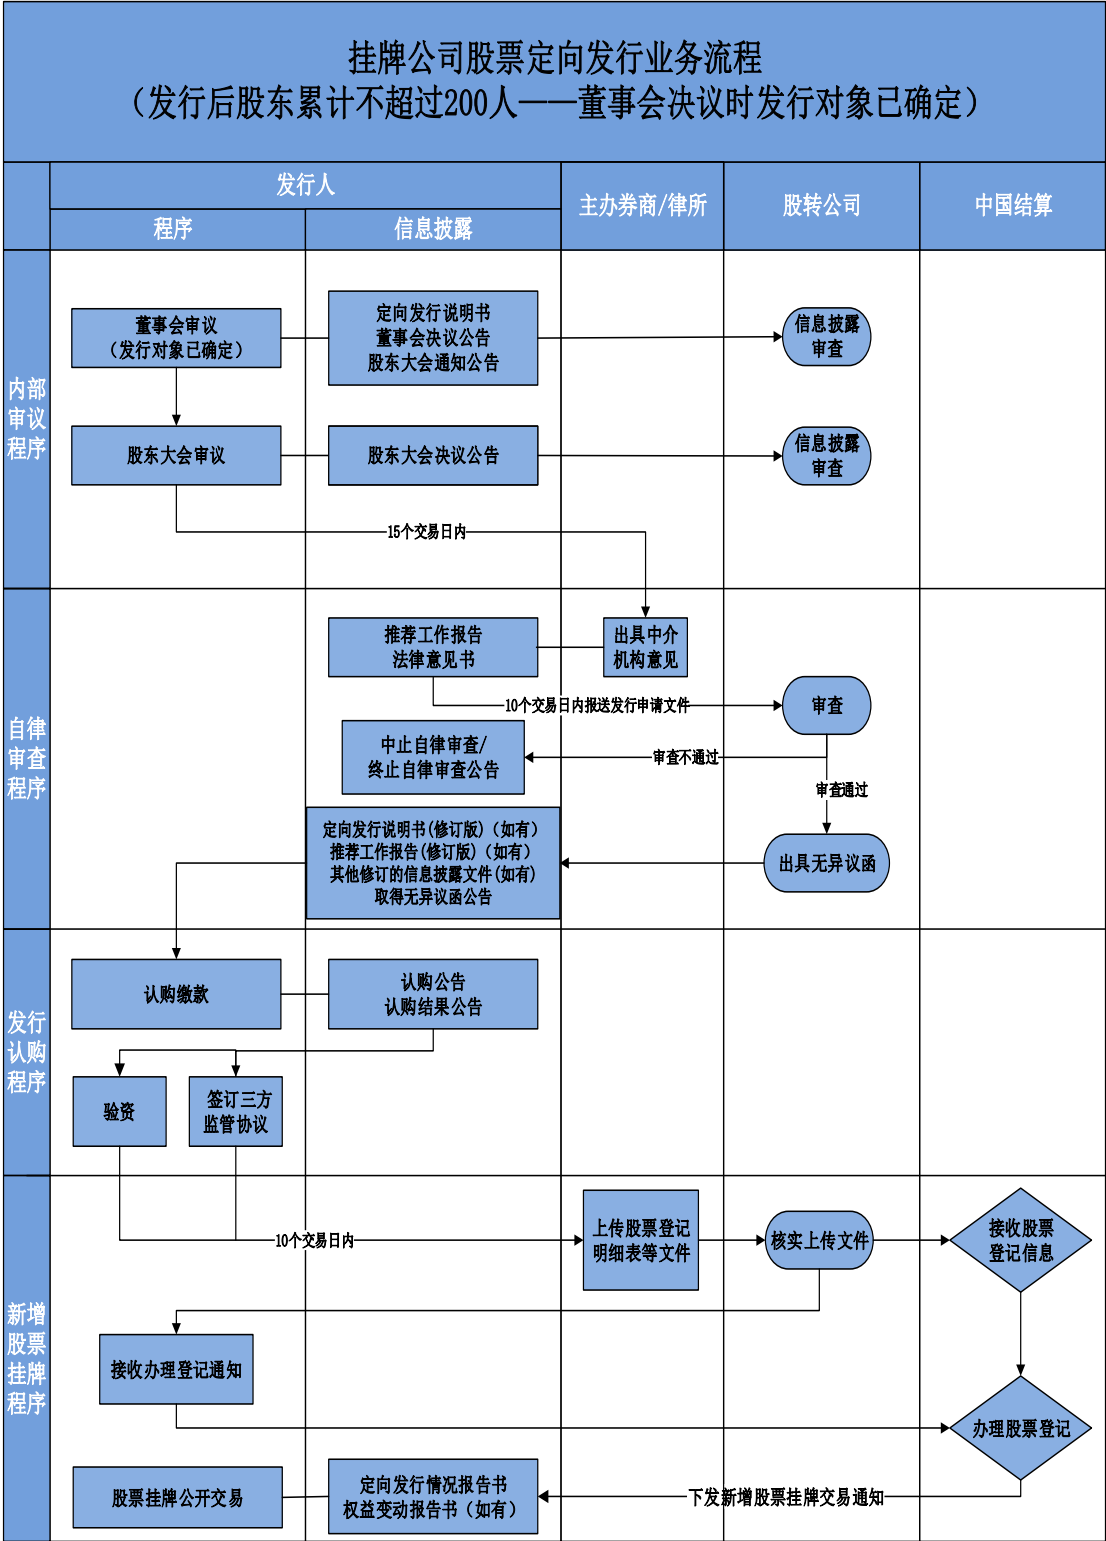 挂牌公司股票定向发行业务流程
（发行后股东累计不超过200人——董事会决议时发行对象已确定）
发行人
主办券商/律所
股转公司
中国结算
程序
信息披露
内部
审议
程序
董事会审议
（发行对象已确定）
定向发行说明书
董事会决议公告
股东大会通知公告
信息披露
审查
股东大会审议
股东大会决议公告
信息披露
审查
15个交易日内
自律
审查
程序
推荐工作报告
法律意见书
出具中介
机构意见
10个交易日内报送发行申请文件
审查
中止自律审查/
终止自律审查公告
审查不通过
审查通过
定向发行说明书(修订版)（如有）
推荐工作报告(修订版)（如有）
其他修订的信息披露文件(如有)
取得无异议函公告
出具无异议函
发行
认购
程序
认购缴款
认购公告
认购结果公告
验资
签订三方
监管协议
新增
股票
挂牌
程序
10个交易日内
上传股票登记
明细表等文件
核实上传文件
接收股票
登记信息
接收办理登记通知
办理股票登记
股票挂牌公开交易
定向发行情况报告书
权益变动报告书（如有）
下发新增股票挂牌交易通知